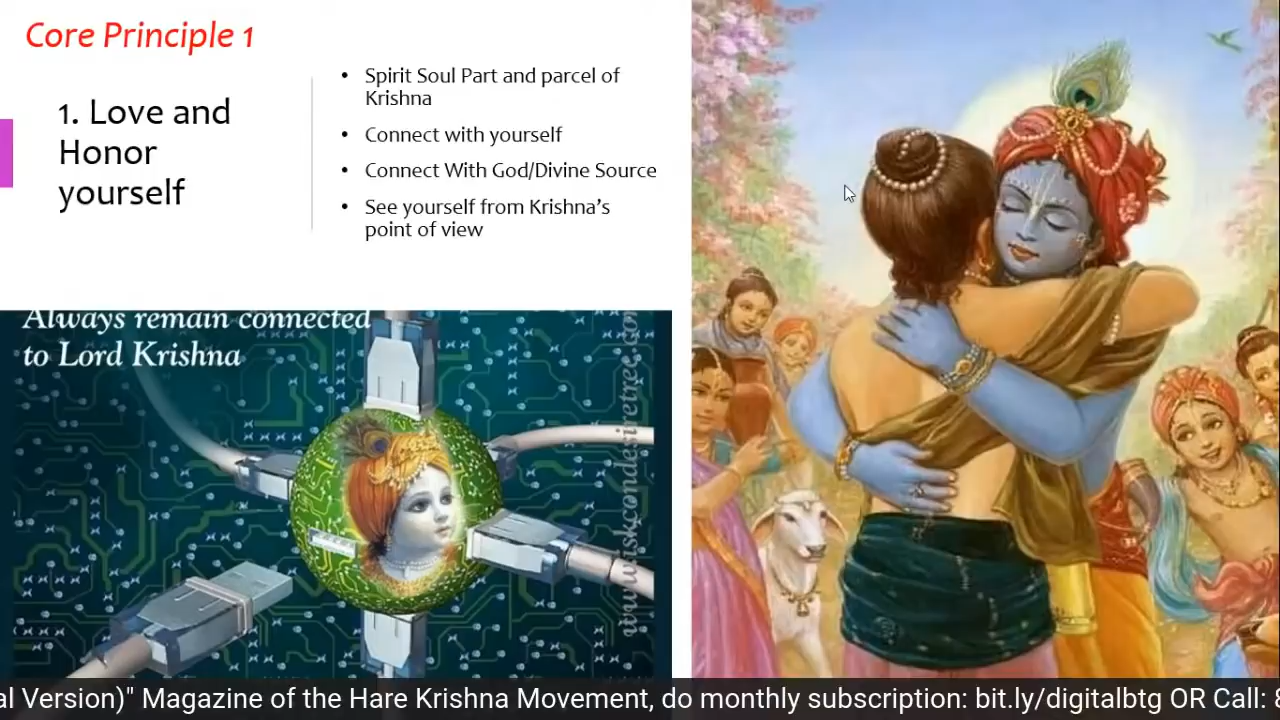 Core Principle 1
1. Love and
Honor
yourself
• Spirit Soul Part and parcel of
Krishna
• Connect with yourself
• Connect With God/Divine Source
• See yourself from Krishna's
point of view
Always remain connected
to Lord Krishna
www.iskcondesiretree.com
al Version)" Magazine of the Hare Krishna Movement, do monthly subscription: bit.ly/digitalbtg OR Call: 8